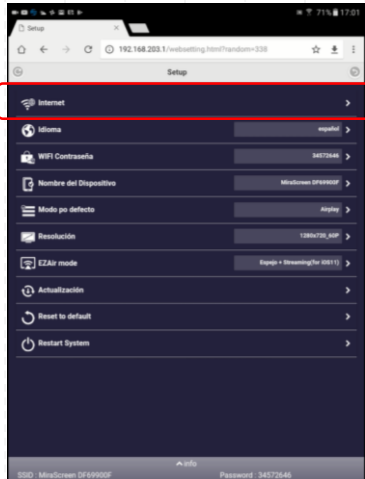 71% 17:01
Setup
192.168.203.1/websetting.html?random=338
Setup
Internet
Idioma español
WIFI Contraseña 34572646
Nombre del Dispositivo MiraScreen DF69900F
Modo po defecto Airplay
Resolución 1280x720_60P
EZAir mode Espejo + Streaming(for iOS11)
Actualización
Reset to default
Restart System
info
SSID : MiraScreen DF69900F Password : 34572646